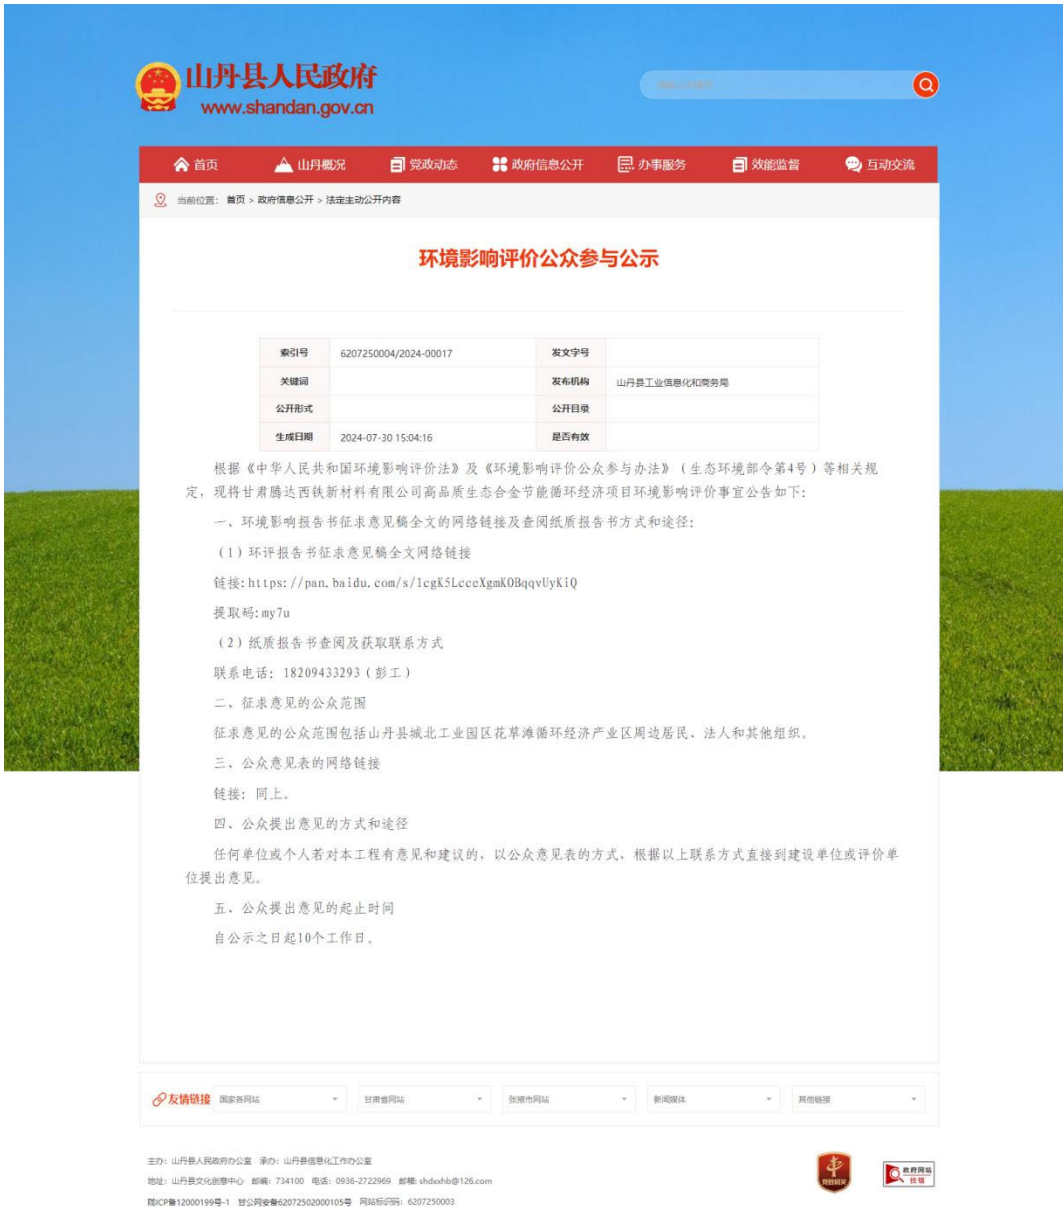 山丹县人民政府
www.shandan.gov.cn
首页 山丹概况 党政动态 政府信息公开 办事服务 效能监督 互动交流
当前位置: 首页 > 政府信息公开 > 法定主动公开内容
环境影响评价公众参与公示
索引号 6207250004/2024-00017 发文字号
关键词 发布机构 山丹县工业信息化和商务局
公开形式 公开目录
生成日期 2024-07-30 15:04:16 是否有效
根据《中华人民共和国环境影响评价法》及《环境影响评价公众参与办法》（生态环境部令第4号）等相关规
定，现将甘肃腾达西铁新材料有限公司高品质生态合金节能循环经济项目环境影响评价事宜公告如下:
一、环境影响报告书征求意见稿全文的网络链接及查阅纸质报告书方式和途径:
（1）环评报告书征求意见稿全文网络链接
链接:https://pan.baidu.com/s/1cgK5LcceXgmKOBqqvUyKiQ
提取码:my7u
（2）纸质报告书查阅及获取联系方式
联系电话: 18209433293（彭工）
二、征求意见的公众范围
征求意见的公众范围包括山丹县城北工业园区花草滩循环经济产业区周边居民、法人和其他组织。
三、公众意见表的网络链接
链接: 同上。
四、公众提出意见的方式和途径
任何单位或个人若对本工程有意见和建议的，以公众意见表的方式，根据以上联系方式直接到建设单位或评价单
位提出意见。
五、公众提出意见的起止时间
自公示之日起10个工作日。
友情链接 国家各网站 甘肃省网站 张掖市网站 新闻媒体 其他链接
主办: 山丹县人民政府办公室 承办: 山丹县信息化工作办公室
地址: 山丹县文化创意中心 邮编: 734100 电话: 0936-2722969 邮箱: shdxxhb@126.com
陇ICP备12000199号-1 甘公网安备62072502000105号 网站标识码: 6207250003
党政机关
政府网站
找错